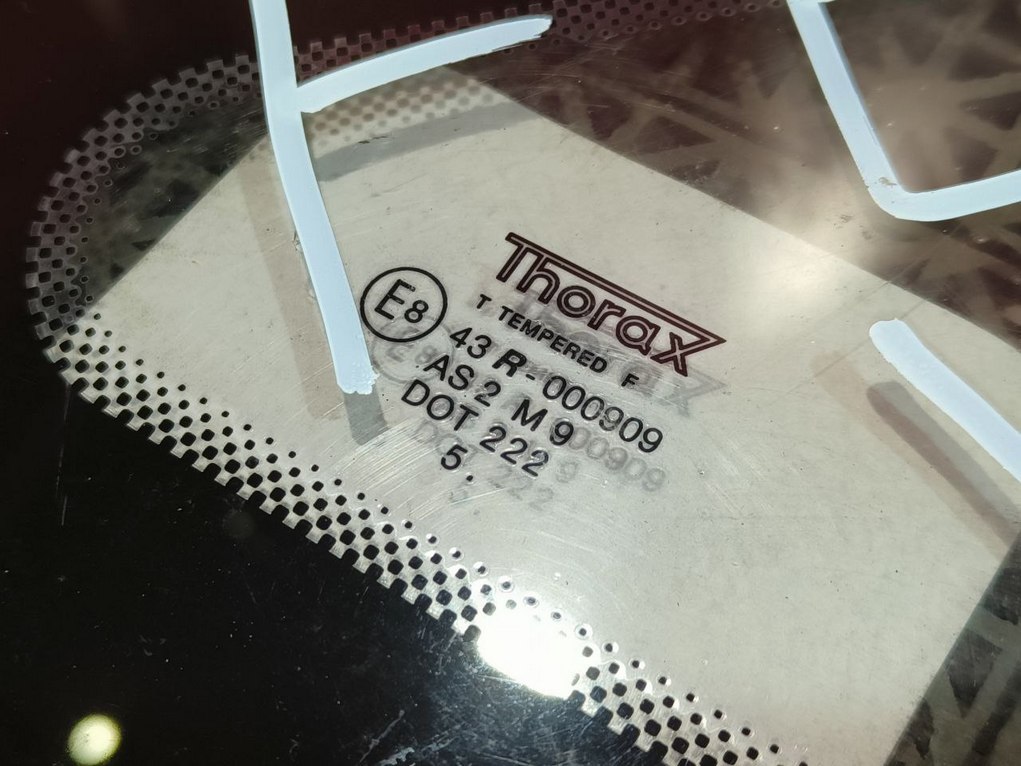 Thorax
T TEMPERED F
E8
43 R-000909
AS2 M9
DOT 222
5.